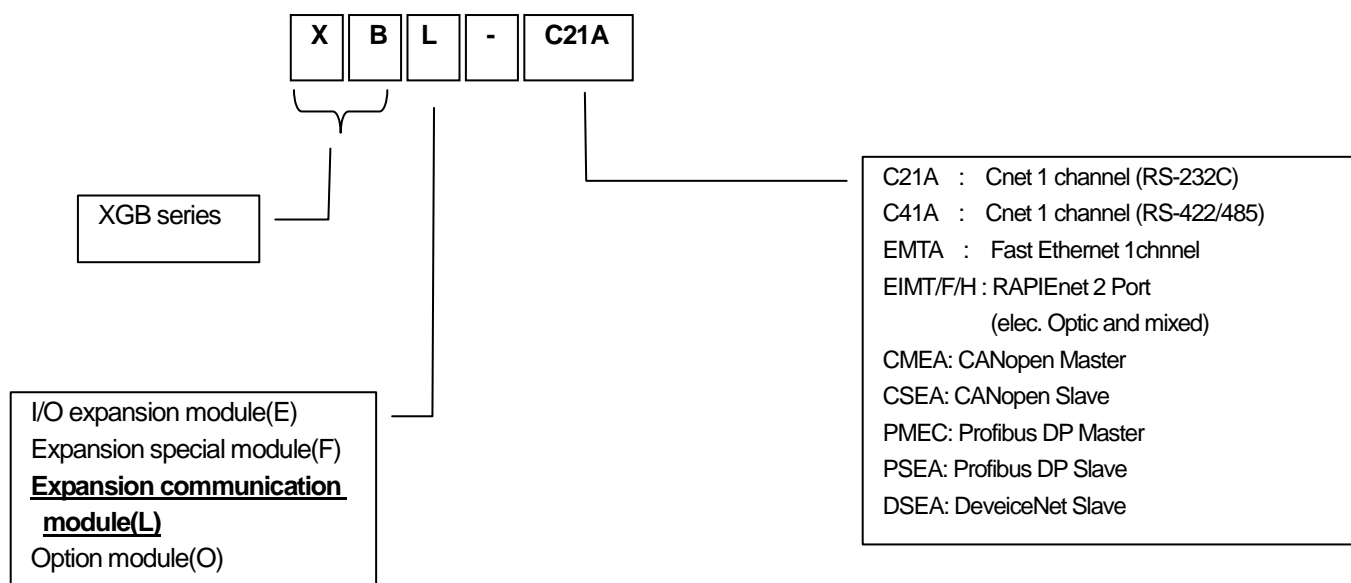 X B L - C21A
XGB series
I/O expansion module(E)
Expansion special module(F)
Expansion communication
module(L)
Option module(O)
C21A : Cnet 1 channel (RS-232C)
C41A : Cnet 1 channel (RS-422/485)
EMTA : Fast Ethernet 1chnnel
EIMT/F/H : RAPIEnet 2 Port
(elec. Optic and mixed)
CMEA: CANopen Master
CSEA: CANopen Slave
PMEC: Profibus DP Master
PSEA: Profibus DP Slave
DSEA: DeveiceNet Slave